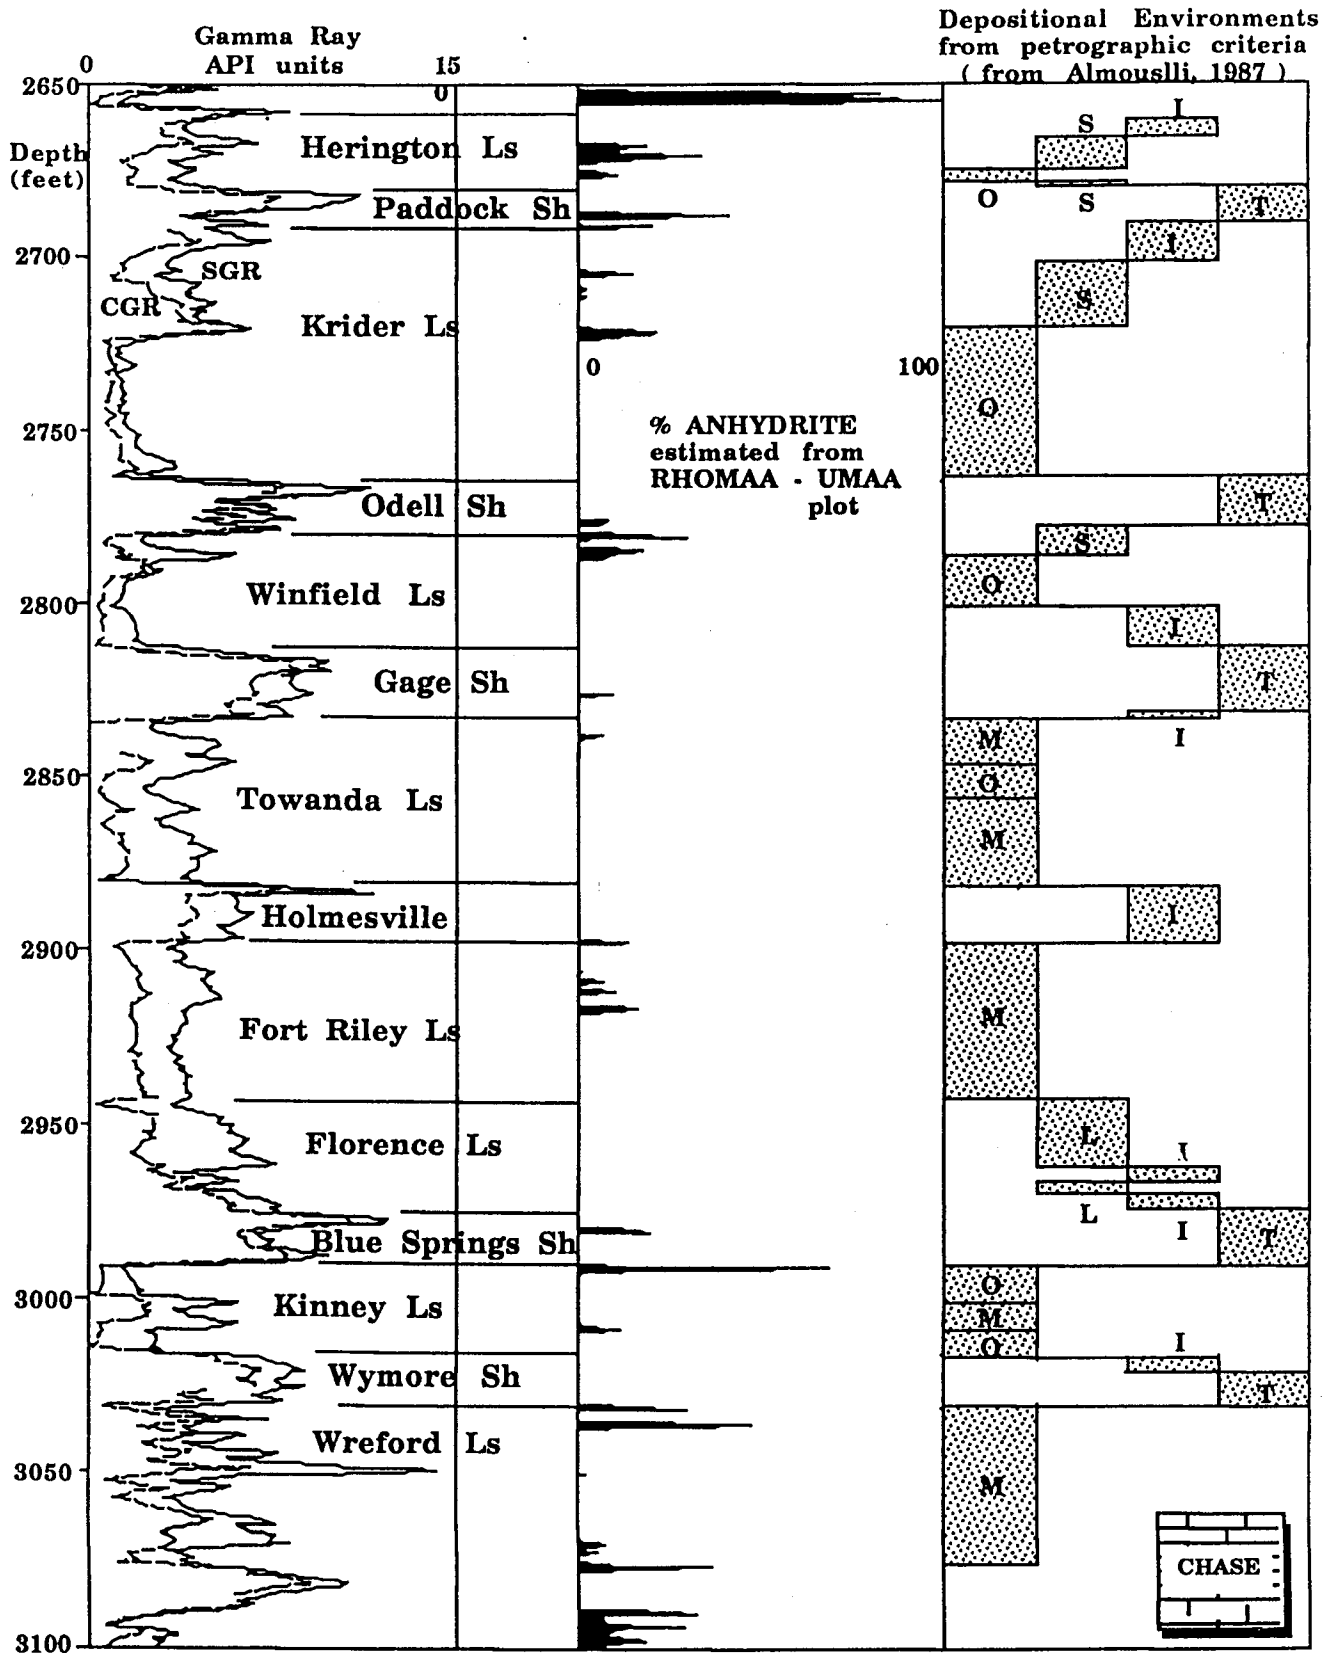 Gamma Ray
API units
0
15
0
Depositional Environments
from petrographic criteria
( from Almouslli, 1987 )
2650
Depth
(feet)
2700
2750
2800
2850
2900
2950
3000
3050
3100
Herington Ls
Paddock Sh
SGR
CGR
Krider Ls
Odell Sh
Winfield Ls
Gage Sh
Towanda Ls
Holmesville
Fort Riley Ls
Florence Ls
Blue Springs Sh
Kinney Ls
Wymore Sh
Wreford Ls
0
100
% ANHYDRITE
estimated from
RHOMAA - UMAA
plot
I
S
O
S
T
I
S
O
T
S
O
I
T
I
M
O
M
I
M
L
I
L
I
T
O
M
O
I
T
M
CHASE